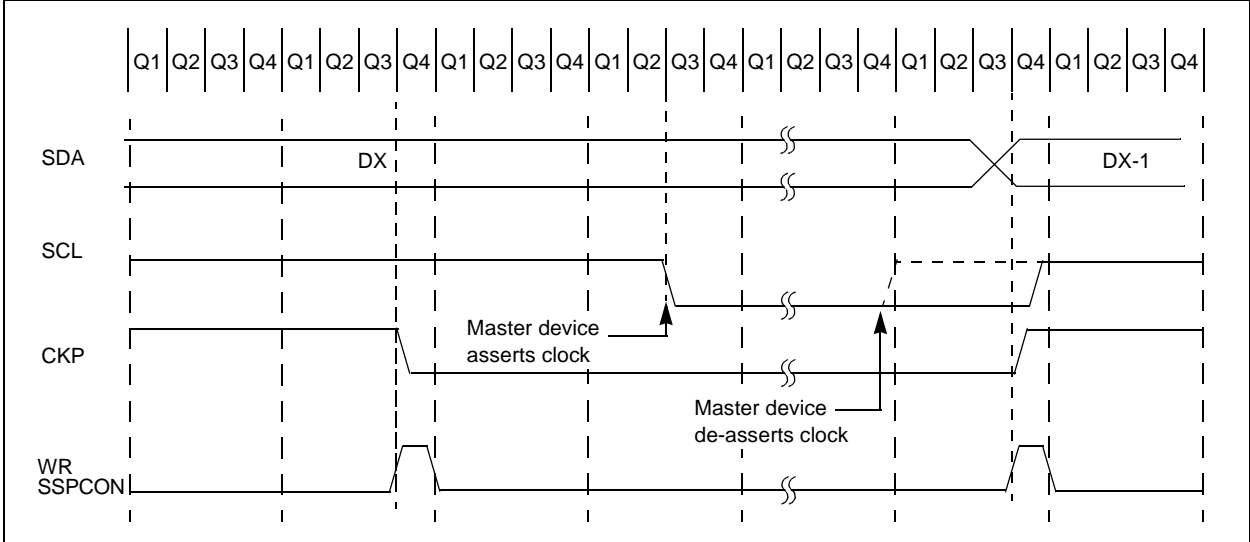 Q1 Q2 Q3 Q4 Q1 Q2 Q3 Q4 Q1 Q2 Q3 Q4 Q1 Q2 Q3 Q4 Q1 Q2 Q3 Q4 Q1 Q2 Q3 Q4 Q1 Q2 Q3 Q4
SDA DX DX-1
SCL
Master device
asserts clock
CKP
Master device
de-asserts clock
WR
SSPCON